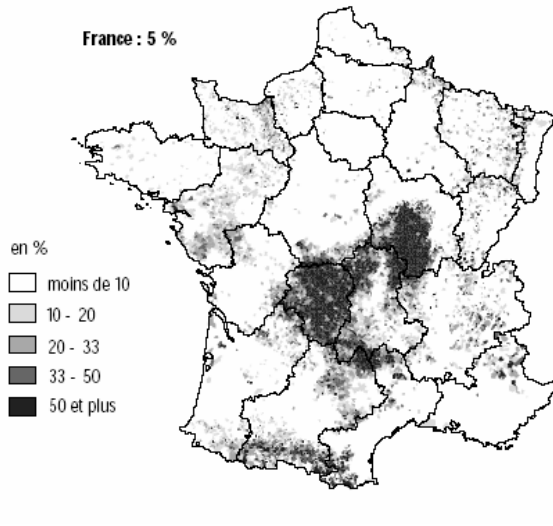 France : 5 %
en %
moins de 10
10 - 20
20 - 33
33 - 50
50 et plus